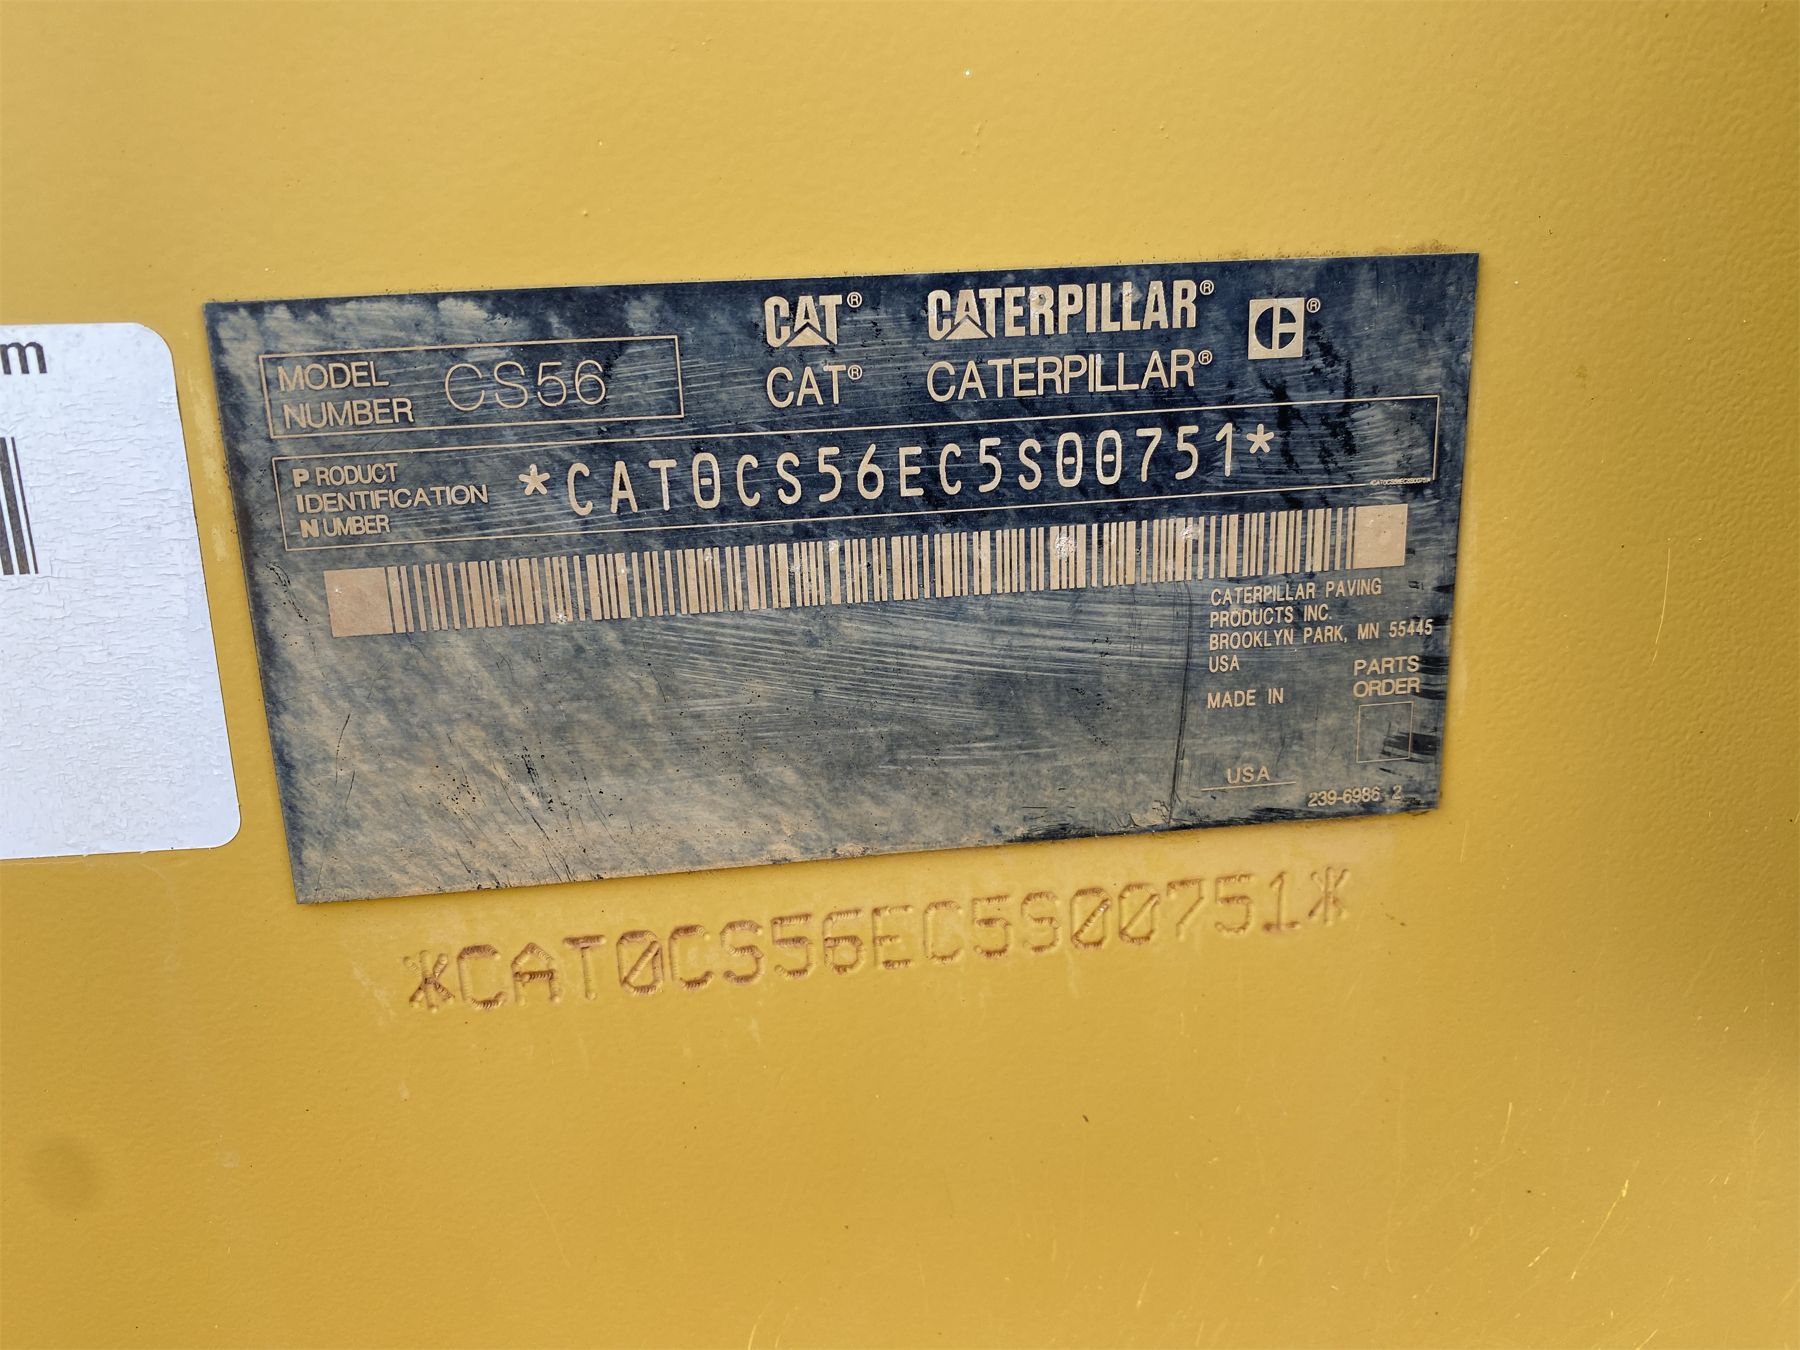 m
CAT® CATERPILLAR® ®
CAT® CATERPILLAR®
MODEL
NUMBER
CS56
PRODUCT
IDENTIFICATION
NUMBER
*CAT0CS56EC5S00751*
CATERPILLAR PAVING
PRODUCTS INC.
BROOKLYN PARK, MN 55445
USA
PARTS
ORDER
MADE IN
USA
239-6986 2
*CAT0CS56EC5S00751*